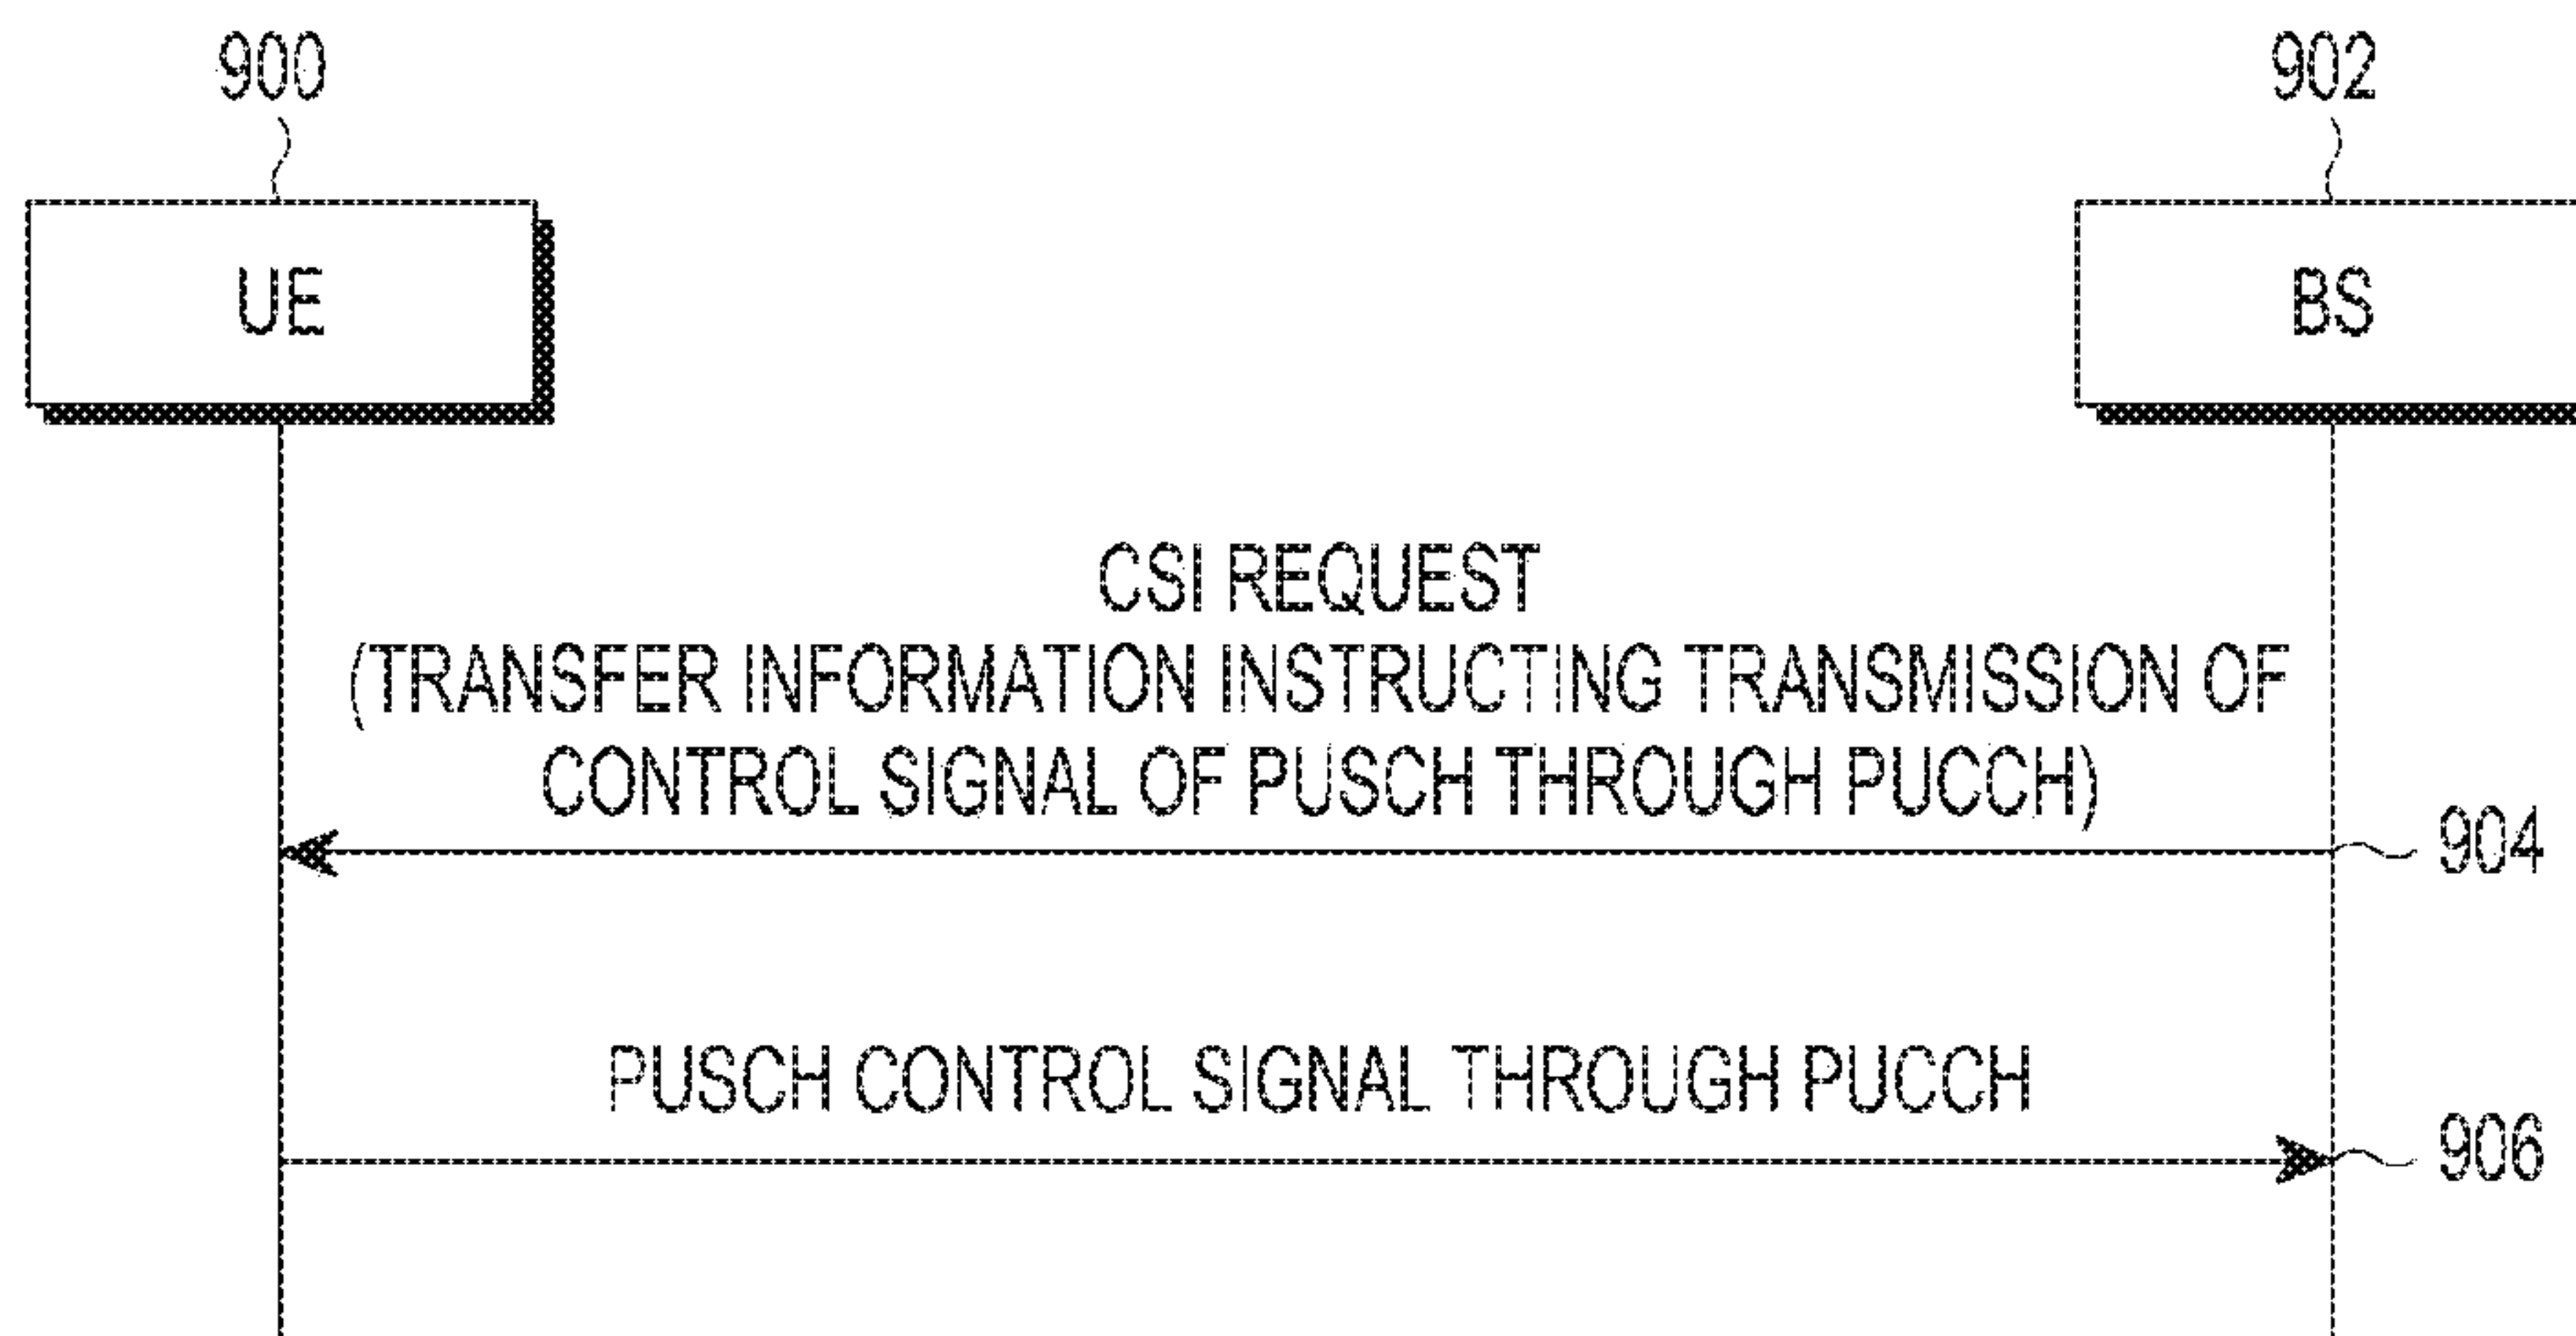 900
902
UE
BS
CSI REQUEST
(TRANSFER INFORMATION INSTRUCTING TRANSMISSION OF
CONTROL SIGNAL OF PUSCH THROUGH PUCCH)
904
PUSCH CONTROL SIGNAL THROUGH PUCCH
906